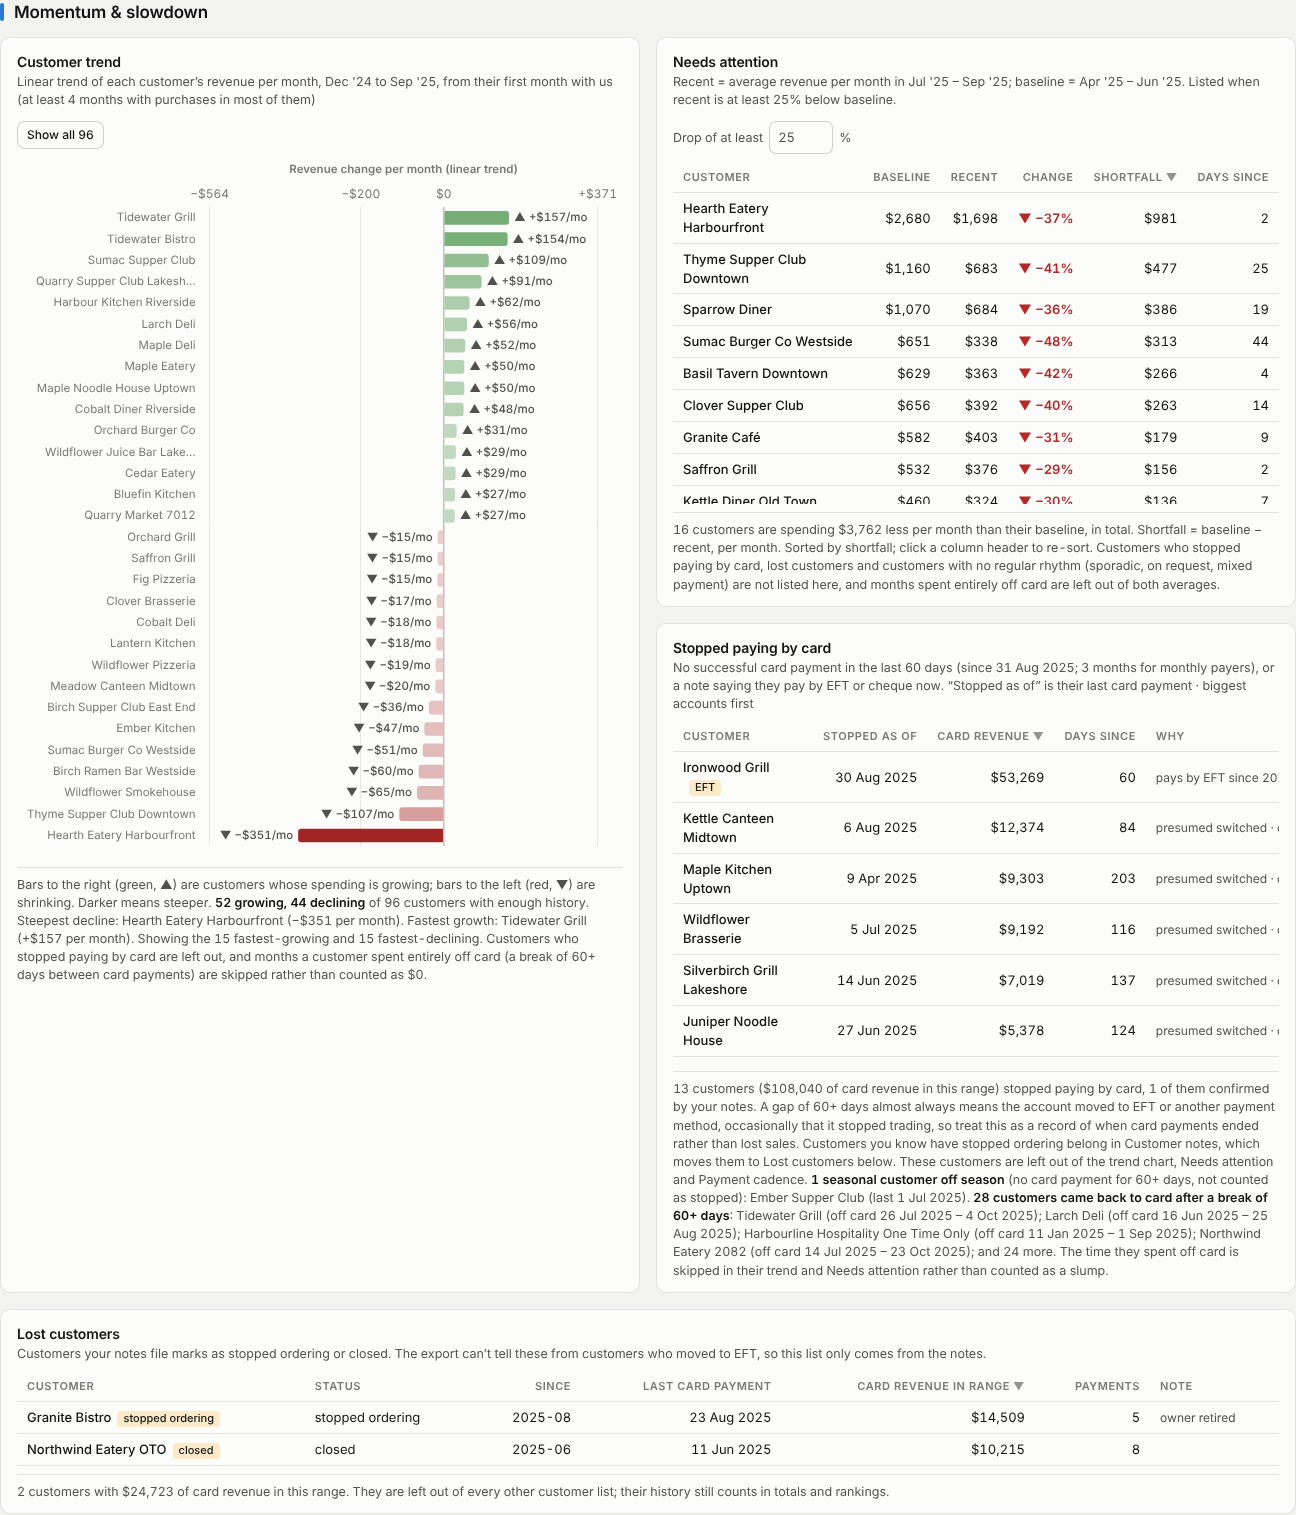 Momentum & slowdown
Customer trend
Linear trend of each customer's revenue per month, Dec '24 to Sep '25, from their first month with us
(at least 4 months with purchases in most of them)
Show all 96
Revenue change per month (linear trend)
−$564 −$200 $0 +$371
Tidewater Grill ▲ +$157/mo
Tidewater Bistro ▲ +$154/mo
Sumac Supper Club ▲ +$109/mo
Quarry Supper Club Lakesh… ▲ +$91/mo
Harbour Kitchen Riverside ▲ +$62/mo
Larch Deli ▲ +$56/mo
Maple Deli ▲ +$52/mo
Maple Eatery ▲ +$50/mo
Maple Noodle House Uptown ▲ +$50/mo
Cobalt Diner Riverside ▲ +$48/mo
Orchard Burger Co ▲ +$31/mo
Wildflower Juice Bar Lake… ▲ +$29/mo
Cedar Eatery ▲ +$29/mo
Bluefin Kitchen ▲ +$27/mo
Quarry Market 7012 ▲ +$27/mo
Orchard Grill ▼ −$15/mo
Saffron Grill ▼ −$15/mo
Fig Pizzeria ▼ −$15/mo
Clover Brasserie ▼ −$17/mo
Cobalt Deli ▼ −$18/mo
Lantern Kitchen ▼ −$18/mo
Wildflower Pizzeria ▼ −$19/mo
Meadow Canteen Midtown ▼ −$20/mo
Birch Supper Club East End ▼ −$36/mo
Ember Kitchen ▼ −$47/mo
Sumac Burger Co Westside ▼ −$51/mo
Birch Ramen Bar Westside ▼ −$60/mo
Wildflower Smokehouse ▼ −$65/mo
Thyme Supper Club Downtown ▼ −$107/mo
Hearth Eatery Harbourfront ▼ −$351/mo
Bars to the right (green, ▲) are customers whose spending is growing; bars to the left (red, ▼) are
shrinking. Darker means steeper. 52 growing, 44 declining of 96 customers with enough history.
Steepest decline: Hearth Eatery Harbourfront (−$351 per month). Fastest growth: Tidewater Grill
(+$157 per month). Showing the 15 fastest-growing and 15 fastest-declining. Customers who
stopped paying by card are left out, and months a customer spent entirely off card (a break of 60+
days between card payments) are skipped rather than counted as $0.
Needs attention
Recent = average revenue per month in Jul '25 – Sep '25; baseline = Apr '25 – Jun '25. Listed when
recent is at least 25% below baseline.
Drop of at least 25 %
CUSTOMER BASELINE RECENT CHANGE SHORTFALL ▼ DAYS SINCE
Hearth Eatery
Harbourfront $2,680 $1,698 ▼ −37% $981 2
Thyme Supper Club
Downtown $1,160 $683 ▼ −41% $477 25
Sparrow Diner $1,070 $684 ▼ −36% $386 19
Sumac Burger Co Westside $651 $338 ▼ −48% $313 44
Basil Tavern Downtown $629 $363 ▼ −42% $266 4
Clover Supper Club $656 $392 ▼ −40% $263 14
Granite Café $582 $403 ▼ −31% $179 9
Saffron Grill $532 $376 ▼ −29% $156 2
Kettle Diner Old Town $460 $324 ▼ −30% $136 7
16 customers are spending $3,762 less per month than their baseline, in total. Shortfall = baseline −
recent, per month. Sorted by shortfall; click a column header to re-sort. Customers who stopped
paying by card, lost customers and customers with no regular rhythm (sporadic, on request, mixed
payment) are not listed here, and months spent entirely off card are left out of both averages.
Stopped paying by card
No successful card payment in the last 60 days (since 31 Aug 2025; 3 months for monthly payers), or
a note saying they pay by EFT or cheque now. “Stopped as of” is their last card payment · biggest
accounts first
CUSTOMER STOPPED AS OF CARD REVENUE ▼ DAYS SINCE WHY
Ironwood Grill
EFT 30 Aug 2025 $53,269 60 pays by EFT since 20
Kettle Canteen
Midtown 6 Aug 2025 $12,374 84 presumed switched ·
Maple Kitchen
Uptown 9 Apr 2025 $9,303 203 presumed switched ·
Wildflower
Brasserie 5 Jul 2025 $9,192 116 presumed switched ·
Silverbirch Grill
Lakeshore 14 Jun 2025 $7,019 137 presumed switched ·
Juniper Noodle
House 27 Jun 2025 $5,378 124 presumed switched ·
13 customers ($108,040 of card revenue in this range) stopped paying by card, 1 of them confirmed
by your notes. A gap of 60+ days almost always means the account moved to EFT or another payment
method, occasionally that it stopped trading, so treat this as a record of when card payments ended
rather than lost sales. Customers you know have stopped ordering belong in Customer notes, which
moves them to Lost customers below. These customers are left out of the trend chart, Needs attention
and Payment cadence. 1 seasonal customer off season (no card payment for 60+ days, not counted
as stopped): Ember Supper Club (last 1 Jul 2025). 28 customers came back to card after a break of
60+ days: Tidewater Grill (off card 26 Jul 2025 – 4 Oct 2025); Larch Deli (off card 16 Jun 2025 – 25
Aug 2025); Harbourline Hospitality One Time Only (off card 11 Jan 2025 – 1 Sep 2025); Northwind
Eatery 2082 (off card 14 Jul 2025 – 23 Oct 2025); and 24 more. The time they spent off card is
skipped in their trend and Needs attention rather than counted as a slump.
Lost customers
Customers your notes file marks as stopped ordering or closed. The export can't tell these from customers who moved to EFT, so this list only comes from the notes.
CUSTOMER STATUS SINCE LAST CARD PAYMENT CARD REVENUE IN RANGE ▼ PAYMENTS NOTE
Granite Bistro stopped ordering stopped ordering 2025-08 23 Aug 2025 $14,509 5 owner retired
Northwind Eatery OTO closed closed 2025-06 11 Jun 2025 $10,215 8
2 customers with $24,723 of card revenue in this range. They are left out of every other customer list; their history still counts in totals and rankings.